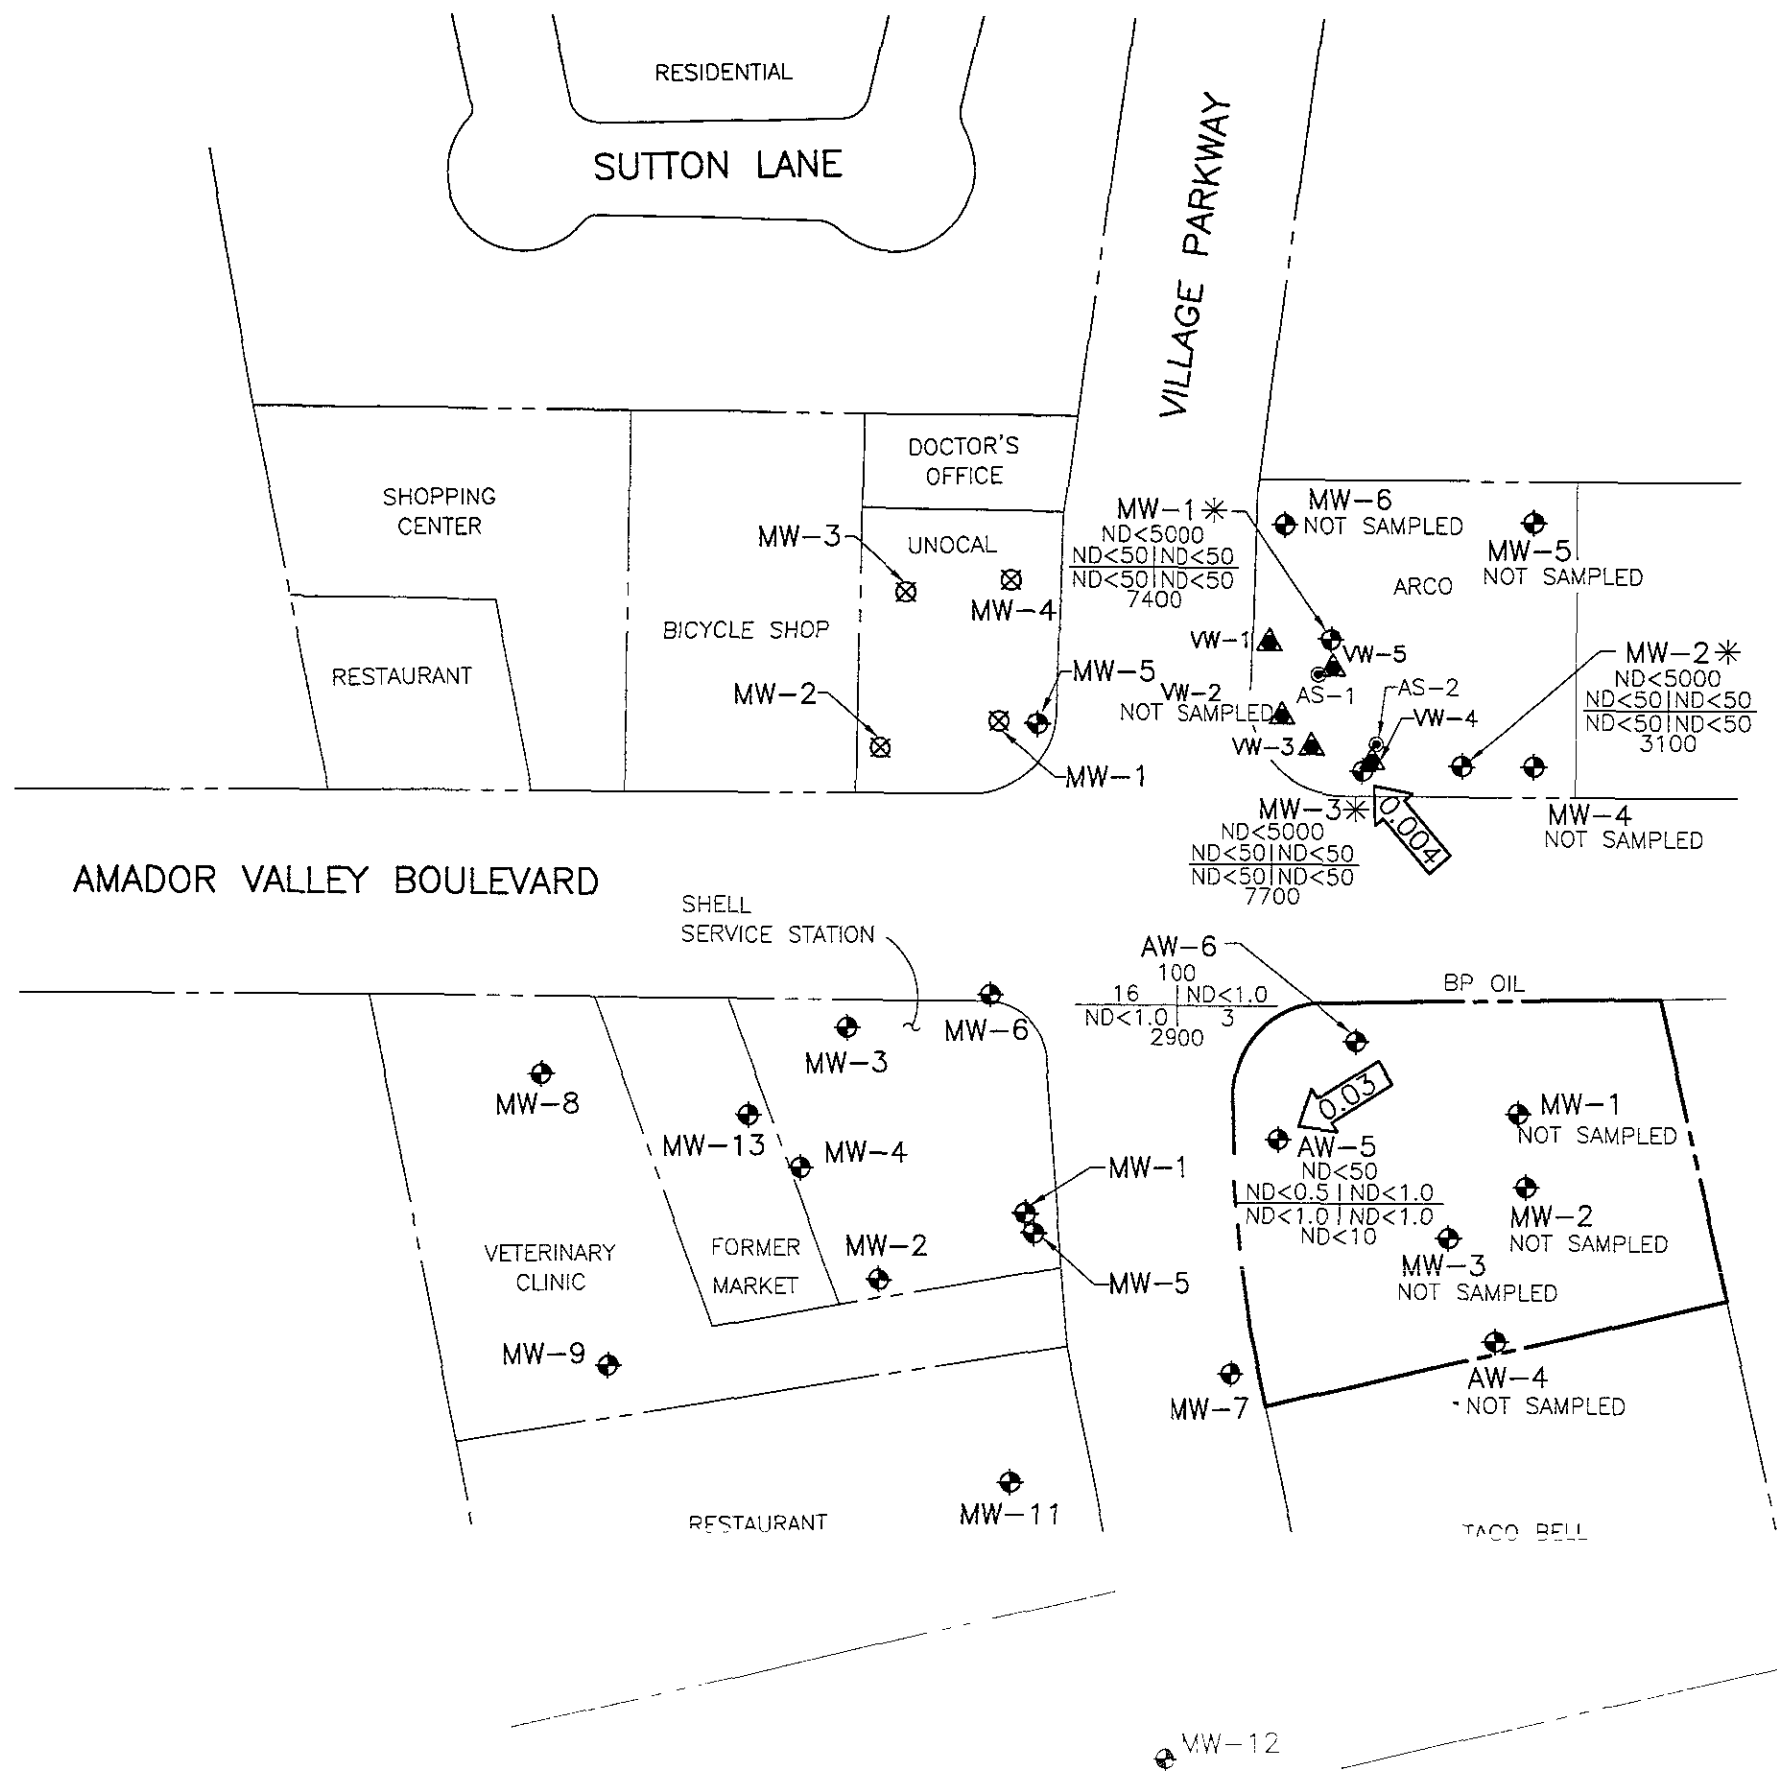 RESIDENTIAL
SUTTON LANE
VILLAGE PARKWAY
DOCTOR'S
OFFICE
SHOPPING
CENTER
MW-3
UNOCAL
MW-4
BICYCLE SHOP
RESTAURANT
MW-2
MW-5
MW-1
MW-1*
ND<5000
ND<50|ND<50
ND<50|ND<50
7400
MW-6
NOT SAMPLED
MW-5
NOT SAMPLED
ARCO
VW-1
VW-5
AS-1
VW-2
NOT SAMPLED
AS-2
VW-4
VW-3
MW-2*
ND<5000
ND<50|ND<50
ND<50|ND<50
3100
MW-3*
ND<5000
ND<50|ND<50
ND<50|ND<50
7700
0.004
MW-4
NOT SAMPLED
AMADOR VALLEY BOULEVARD
SHELL
SERVICE STATION
AW-6
100
16 | ND<1.0
ND<1.0 | 3
2900
BP OIL
MW-6
MW-3
MW-8
MW-13
MW-4
0.03
MW-1
NOT SAMPLED
AW-5
ND<50
ND<0.5 | ND<1.0
ND<1.0 | ND<1.0
ND<10
MW-1
MW-2
NOT SAMPLED
VETERINARY
CLINIC
FORMER
MARKET
MW-2
MW-5
MW-3
NOT SAMPLED
MW-9
MW-7
AW-4
NOT SAMPLED
MW-11
RESTAURANT
TACO BELL
MW-12